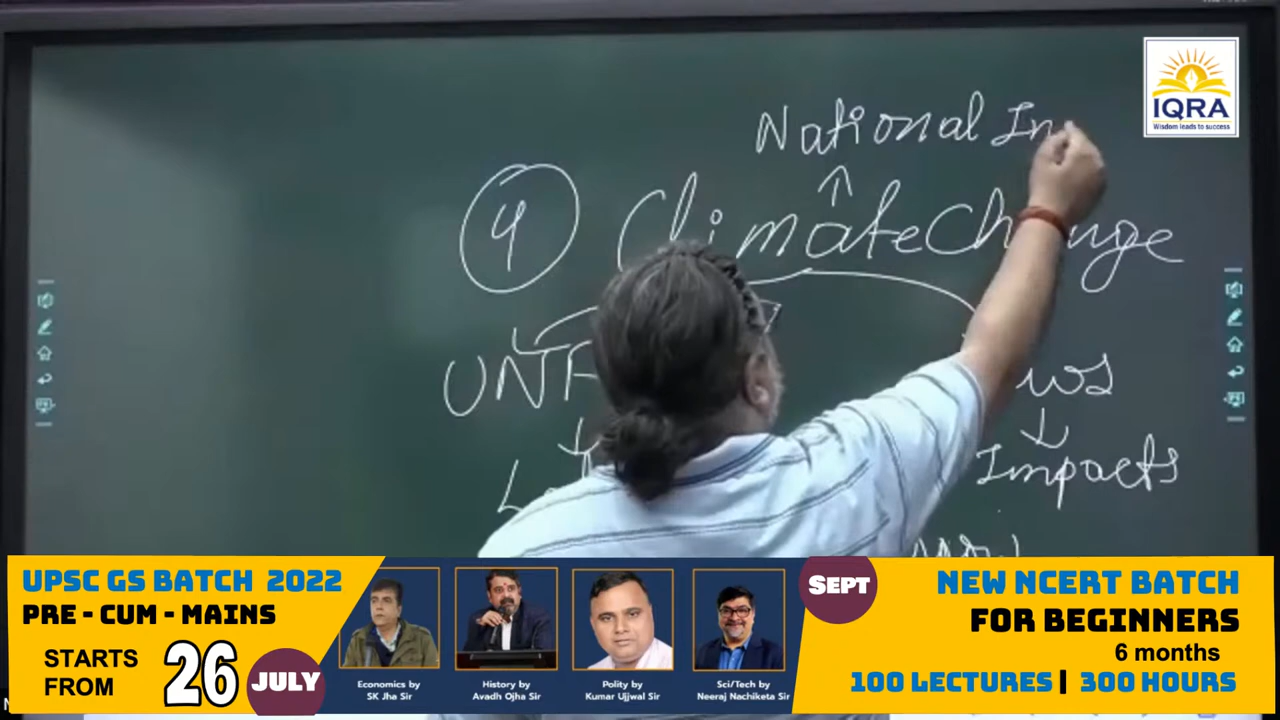 IQRA
Wisdom leads to success
National In
4 Climate Change
UNF
ws
Impacts
UPSC GS BATCH 2022
PRE - CUM - MAINS
STARTS FROM 26 JULY
Economics by
SK Jha Sir
History by
Avadh Ojha Sir
Polity by
Kumar Ujjwal Sir
Sci/Tech by
Neeraj Nachiketa Sir
SEPT
NEW NCERT BATCH
FOR BEGINNERS
6 months
100 LECTURES | 300 HOURS